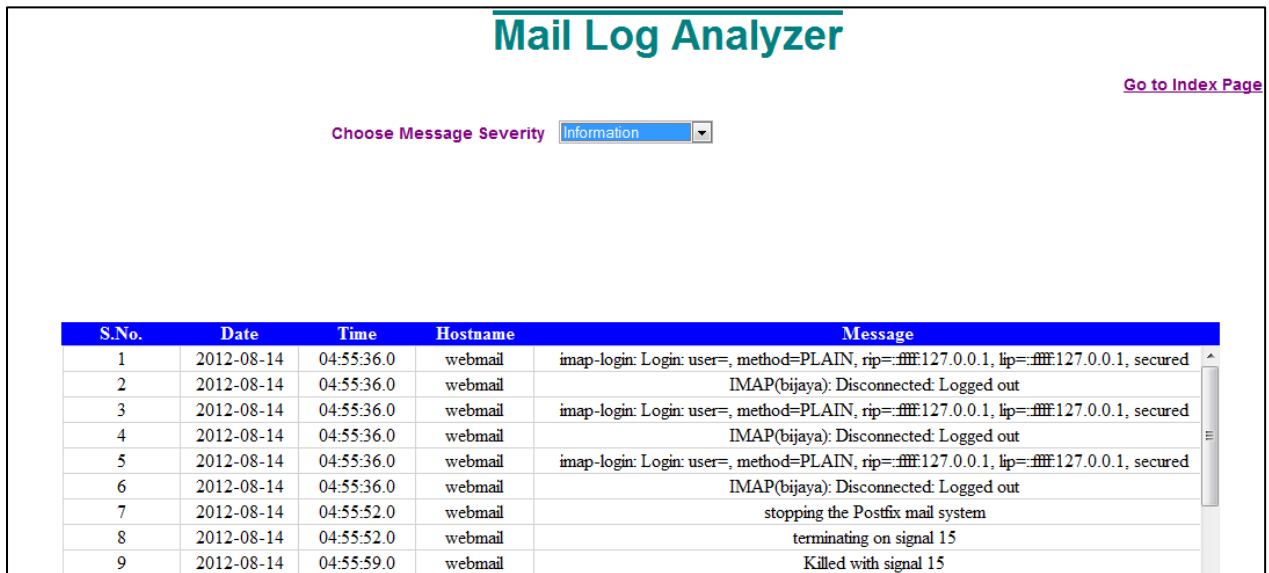 Mail Log Analyzer
Go to Index Page
Choose Message Severity Information
S.No. Date Time Hostname Message
1 2012-08-14 04:55:36.0 webmail imap-login: Login: user=, method=PLAIN, rip=::ffff:127.0.0.1, lip=::ffff:127.0.0.1, secured
2 2012-08-14 04:55:36.0 webmail IMAP(bijaya): Disconnected: Logged out
3 2012-08-14 04:55:36.0 webmail imap-login: Login: user=, method=PLAIN, rip=::ffff:127.0.0.1, lip=::ffff:127.0.0.1, secured
4 2012-08-14 04:55:36.0 webmail IMAP(bijaya): Disconnected: Logged out
5 2012-08-14 04:55:36.0 webmail imap-login: Login: user=, method=PLAIN, rip=::ffff:127.0.0.1, lip=::ffff:127.0.0.1, secured
6 2012-08-14 04:55:36.0 webmail IMAP(bijaya): Disconnected: Logged out
7 2012-08-14 04:55:52.0 webmail stopping the Postfix mail system
8 2012-08-14 04:55:52.0 webmail terminating on signal 15
9 2012-08-14 04:55:59.0 webmail Killed with signal 15